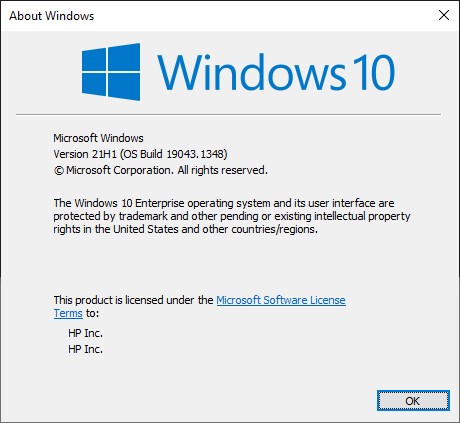 About Windows
Windows 10
Microsoft Windows
Version 21H1 (OS Build 19043.1348)
© Microsoft Corporation. All rights reserved.
The Windows 10 Enterprise operating system and its user interface are
protected by trademark and other pending or existing intellectual property
rights in the United States and other countries/regions.
This product is licensed under the Microsoft Software License
Terms to:
HP Inc.
HP Inc.
OK